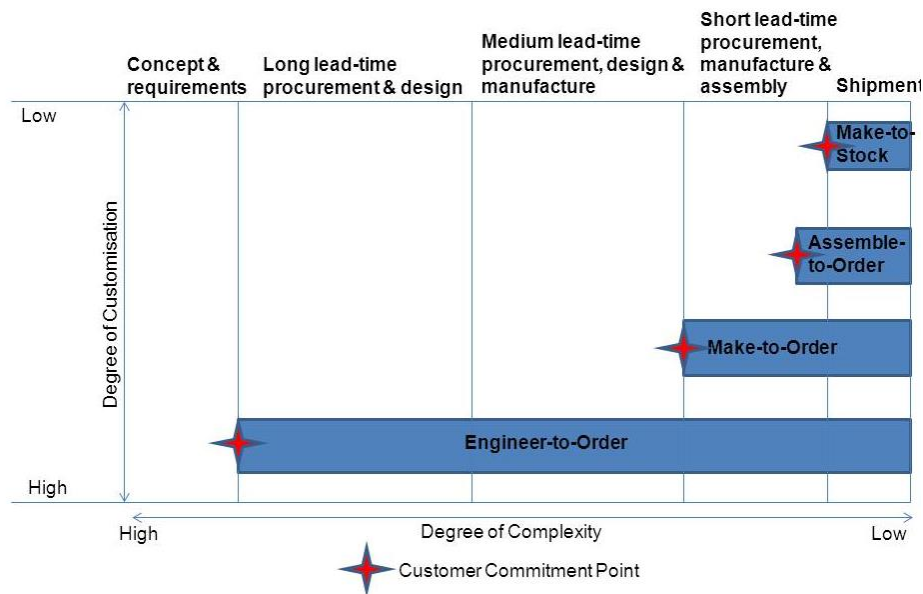 Concept &
requirements
Long lead-time
procurement & design
Medium lead-time
procurement, design &
manufacture
Short lead-time
procurement,
manufacture &
assembly
Shipment
Low
Degree of Customisation
High
Make-to-
Stock
Assemble-
to-Order
Make-to-Order
Engineer-to-Order
High
Degree of Complexity
Low
Customer Commitment Point